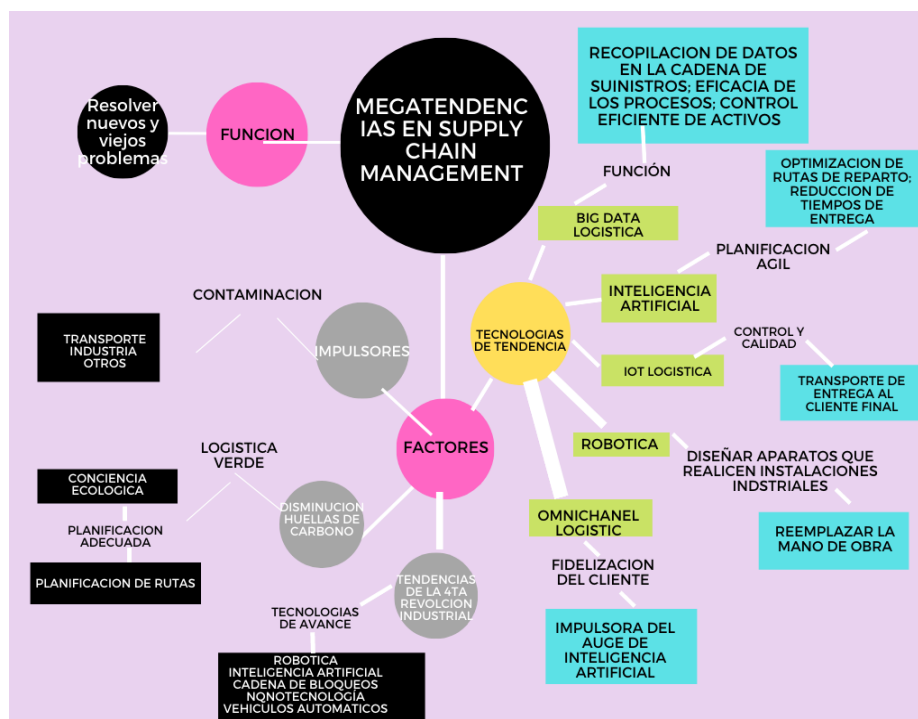 MEGATENDENC
IAS EN SUPPLY
CHAIN
MANAGEMENT
FUNCION
Resolver
nuevos y
viejos
problemas
RECOPILACION DE DATOS
EN LA CADENA DE
SUINISTROS; EFICACIA DE
LOS PROCESOS; CONTROL
EFICIENTE DE ACTIVOS
FUNCIÓN
BIG DATA
LOGISTICA
OPTIMIZACION DE
RUTAS DE REPARTO;
REDUCCION DE
TIEMPOS DE
ENTREGA
PLANIFICACION
AGIL
INTELIGENCIA
ARTIFICIAL
TECNOLOGIAS
DE TENDENCIA
CONTROL Y
CALIDAD
IOT LOGISTICA
TRANSPORTE DE
ENTREGA AL
CLIENTE FINAL
ROBOTICA
DISEÑAR APARATOS QUE
REALICEN INSTALACIONES
INDSTRIALES
REEMPLAZAR LA
MANO DE OBRA
OMNICHANEL
LOGISTIC
FIDELIZACION
DEL CLIENTE
IMPULSORA DEL
AUGE DE
INTELIGENCIA
ARTIFICIAL
FACTORES
IMPULSORES
CONTAMINACION
TRANSPORTE
INDUSTRIA
OTROS
DISMINUCION
HUELLAS DE
CARBONO
LOGISTICA
VERDE
CONCIENCIA
ECOLOGICA
PLANIFICACION
ADECUADA
PLANIFICACION DE RUTAS
TENDENCIAS
DE LA 4TA
REVOLCION
INDUSTRIAL
TECNOLOGIAS
DE AVANCE
ROBOTICA
INTELIGENCIA ARTIFICIAL
CADENA DE BLOQUEOS
NQNOTECNOLOGÍA
VEHICULOS AUTOMATICOS